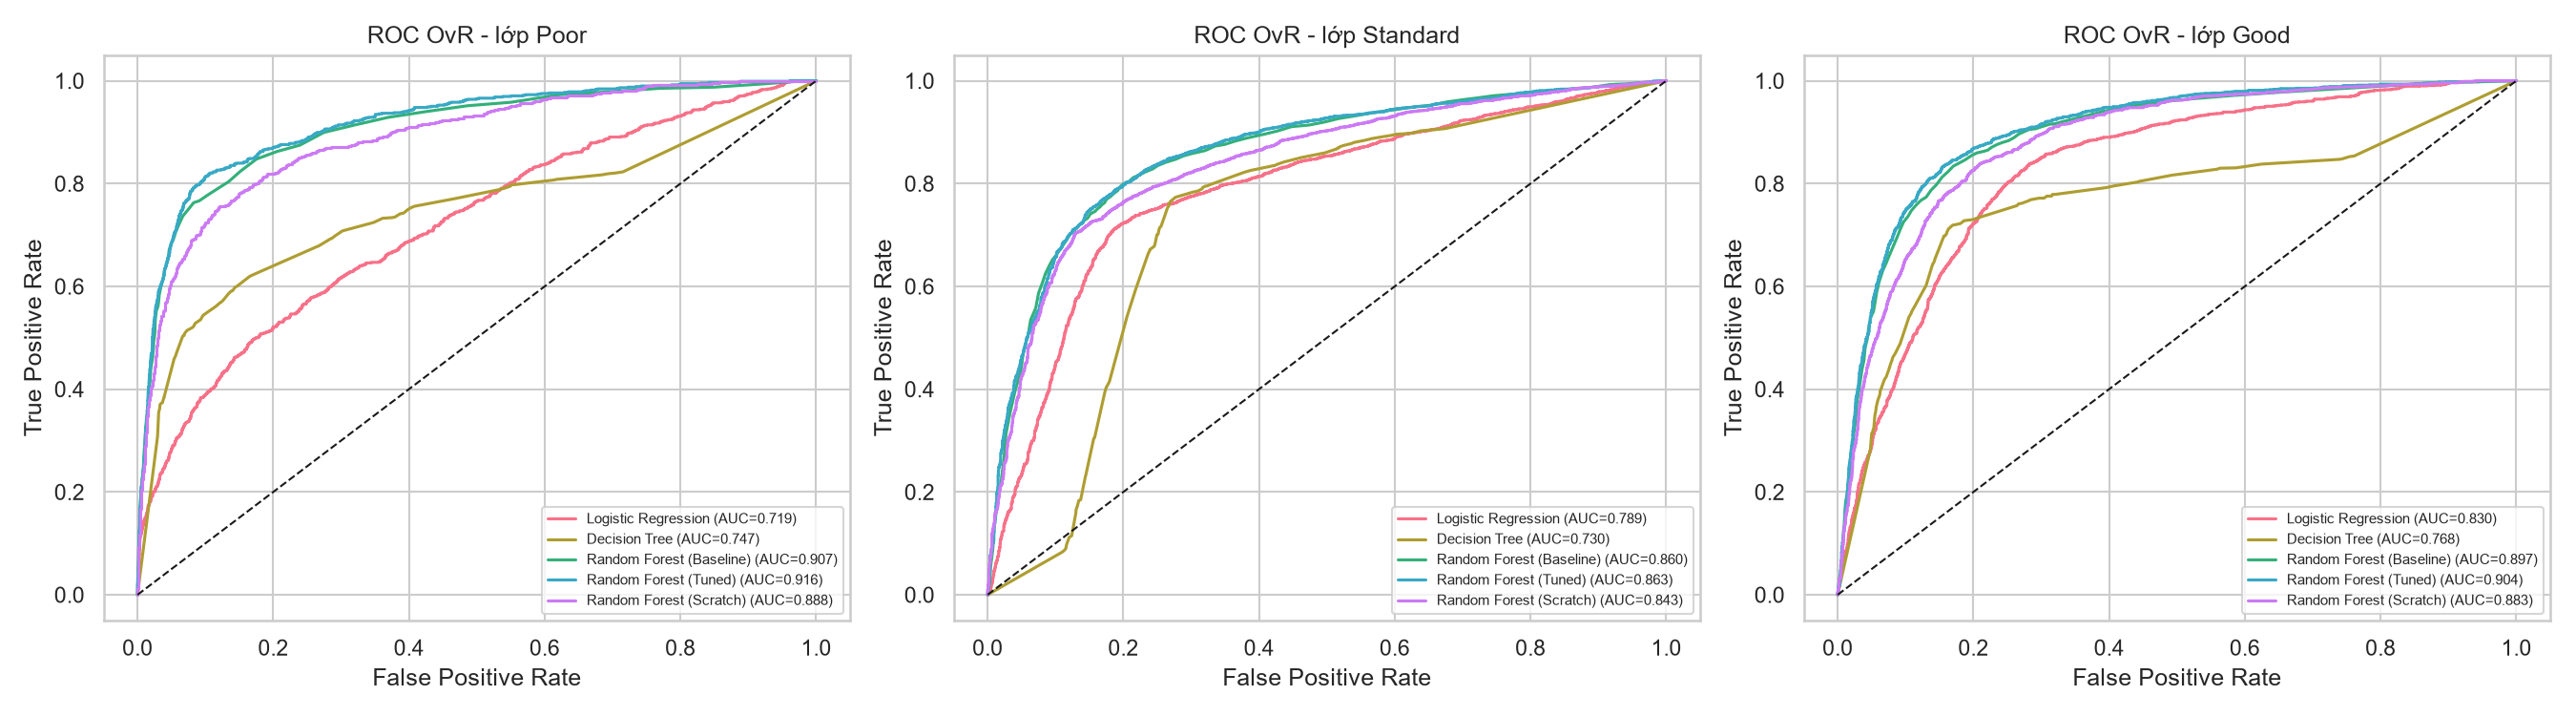 ROC OvR - lớp Poor
True Positive Rate
1.0
0.8
0.6
0.4
0.2
0.0
Logistic Regression (AUC=0.719)
Decision Tree (AUC=0.747)
Random Forest (Baseline) (AUC=0.907)
Random Forest (Tuned) (AUC=0.916)
Random Forest (Scratch) (AUC=0.888)
0.0 0.2 0.4 0.6 0.8 1.0
False Positive Rate
ROC OvR - lớp Standard
True Positive Rate
1.0
0.8
0.6
0.4
0.2
0.0
Logistic Regression (AUC=0.789)
Decision Tree (AUC=0.730)
Random Forest (Baseline) (AUC=0.860)
Random Forest (Tuned) (AUC=0.863)
Random Forest (Scratch) (AUC=0.843)
0.0 0.2 0.4 0.6 0.8 1.0
False Positive Rate
ROC OvR - lớp Good
True Positive Rate
1.0
0.8
0.6
0.4
0.2
0.0
Logistic Regression (AUC=0.830)
Decision Tree (AUC=0.768)
Random Forest (Baseline) (AUC=0.897)
Random Forest (Tuned) (AUC=0.904)
Random Forest (Scratch) (AUC=0.883)
0.0 0.2 0.4 0.6 0.8 1.0
False Positive Rate